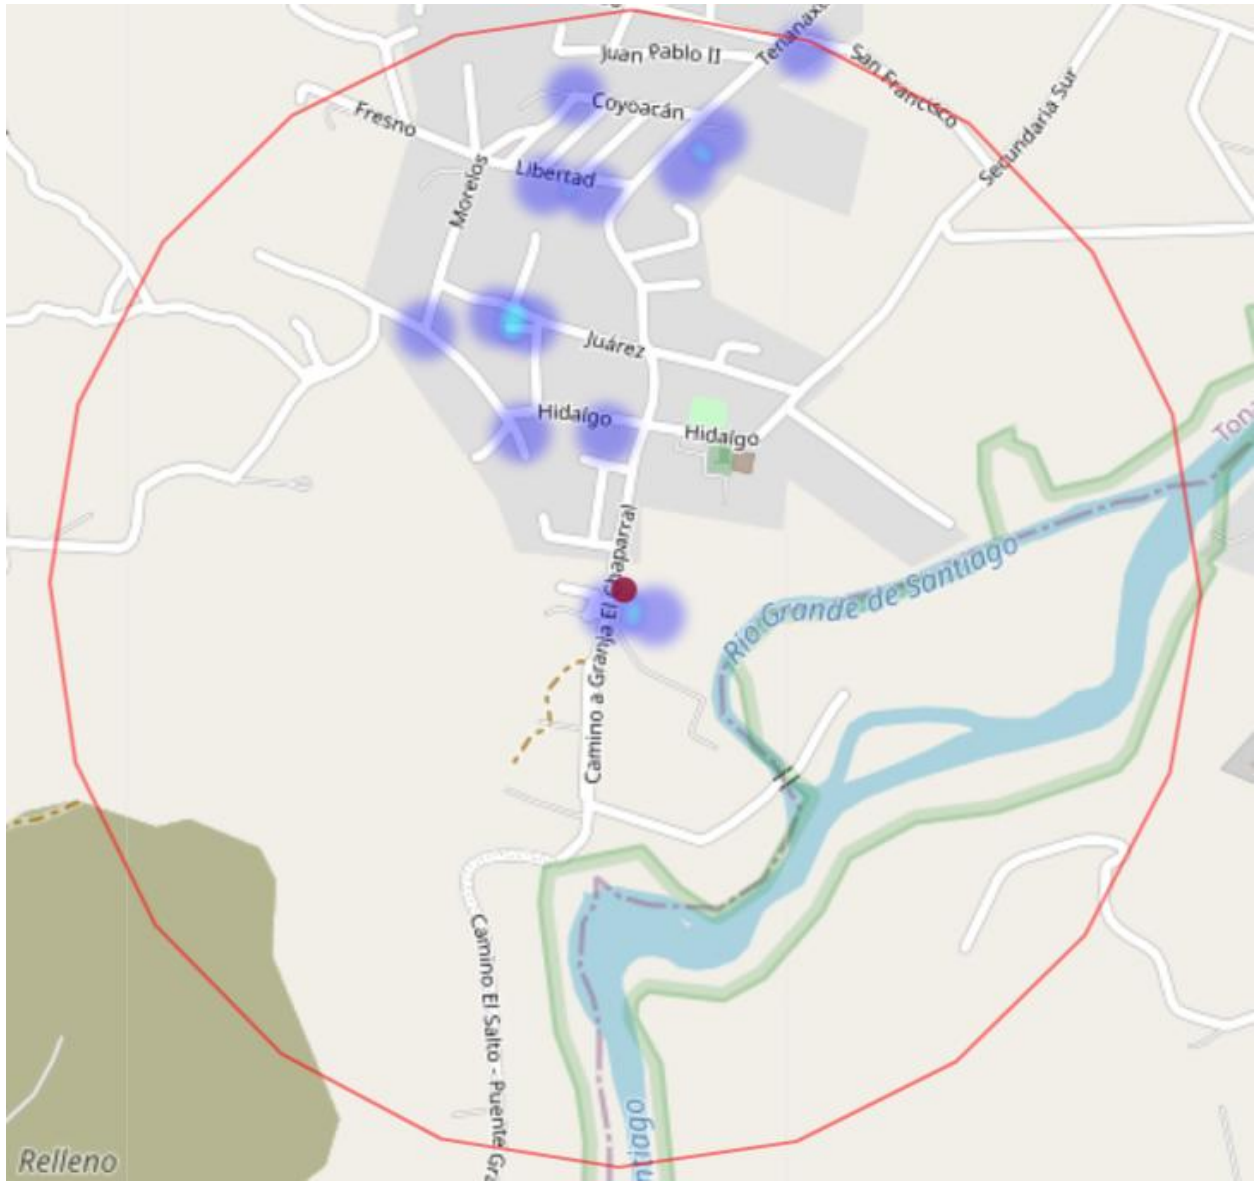 Juan Pablo II
San Francisco
Coyoacán
Fresno
Secundaria Sur
Libertad
Morelos
Juárez
Hidalgo
Hidalgo
Camino a Granja El Chaparral
Río Grande de Santiago
Camino El Salto - Puente Gra
Relleno